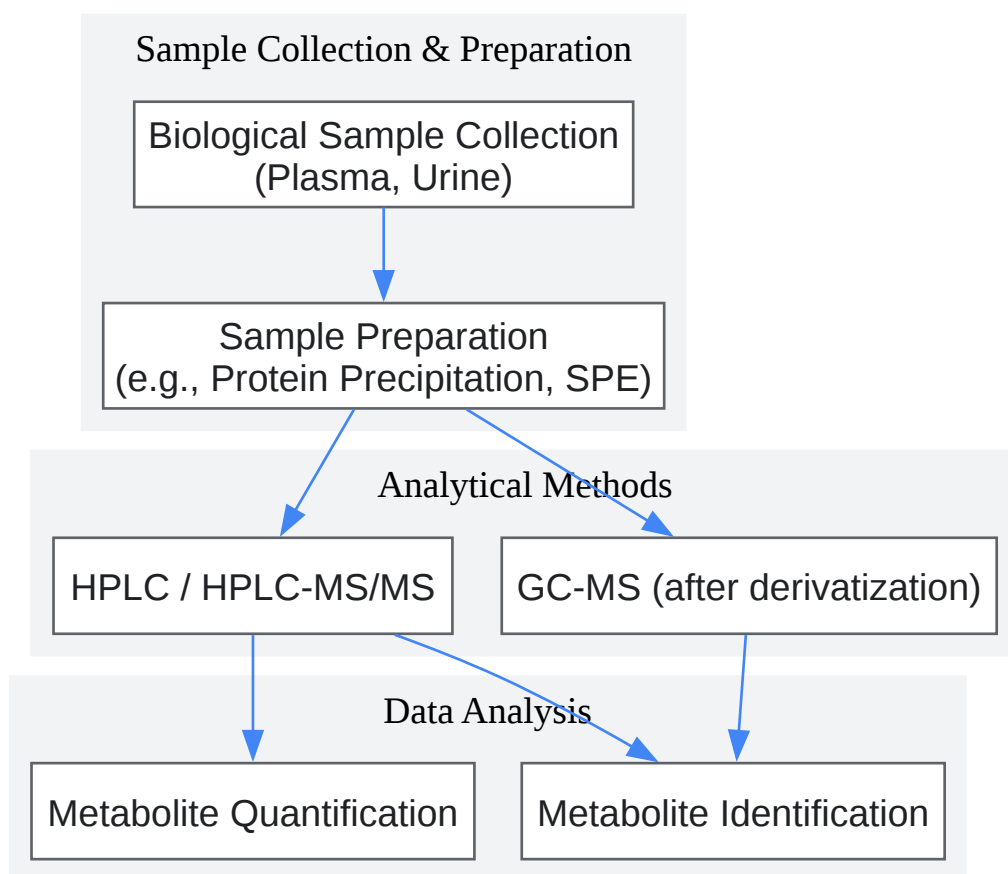 Sample Collection & Preparation
Biological Sample Collection
(Plasma, Urine)
Sample Preparation
(e.g., Protein Precipitation, SPE)
Analytical Methods
HPLC / HPLC-MS/MS
GC-MS (after derivatization)
Data Analysis
Metabolite Quantification
Metabolite Identification